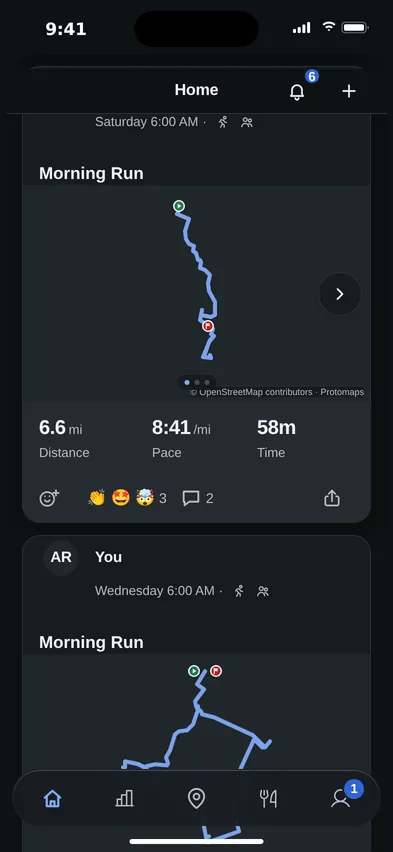 9:41
Home
6
Saturday 6:00 AM ·
Morning Run
© OpenStreetMap contributors · Protomaps
6.6 mi
8:41 /mi
58m
Distance
Pace
Time
3
2
AR
You
Wednesday 6:00 AM ·
Morning Run
1